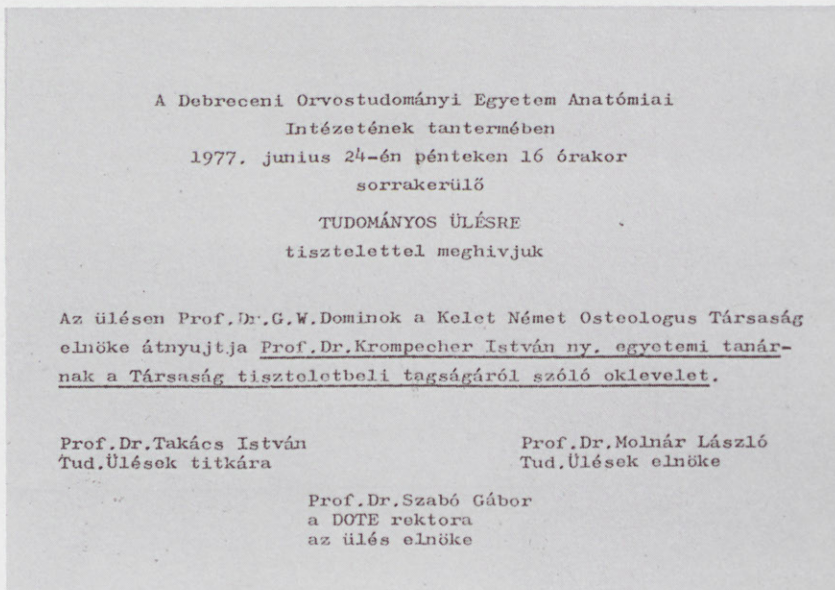 A Debreceni Orvostudományi Egyetem Anatómiai
Intézetének tantermében
1977. junius 24-én pénteken 16 órakor
sorrakerülő
TUDOMÁNYOS ÜLÉSRE
tisztelettel meghivjuk
Az ülésen Prof.Dr.G.W.Dominok a Kelet Német Osteologus Társaság
elnöke átnyujtja Prof.Dr.Krompecher István ny. egyetemi tanár-
nak a Társaság tiszteletbeli tagságáról szóló oklevelet.
Prof.Dr.Takács István
Tud.Ülések titkára
Prof.Dr.Molnár László
Tud.Ülések elnöke
Prof.Dr.Szabó Gábor
a DOTE rektora
az ülés elnöke